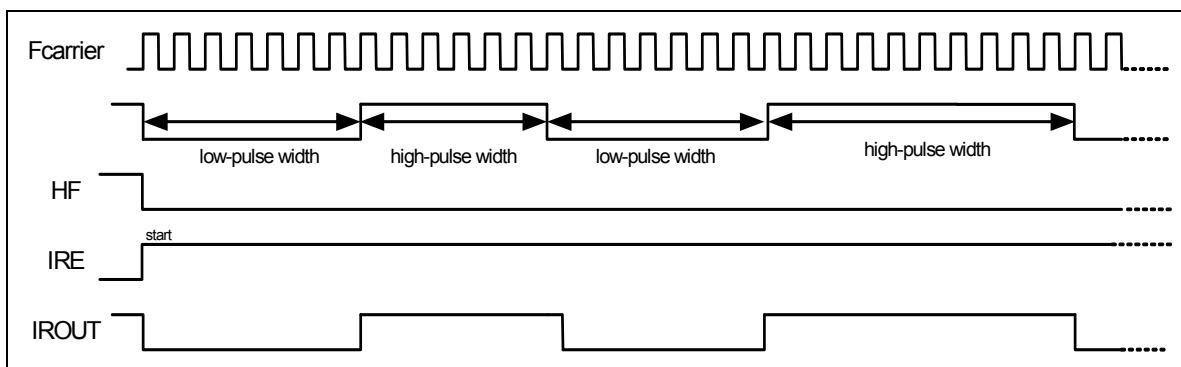 Fcarrier
low-pulse width
high-pulse width
low-pulse width
high-pulse width
HF
start
IRE
IROUT